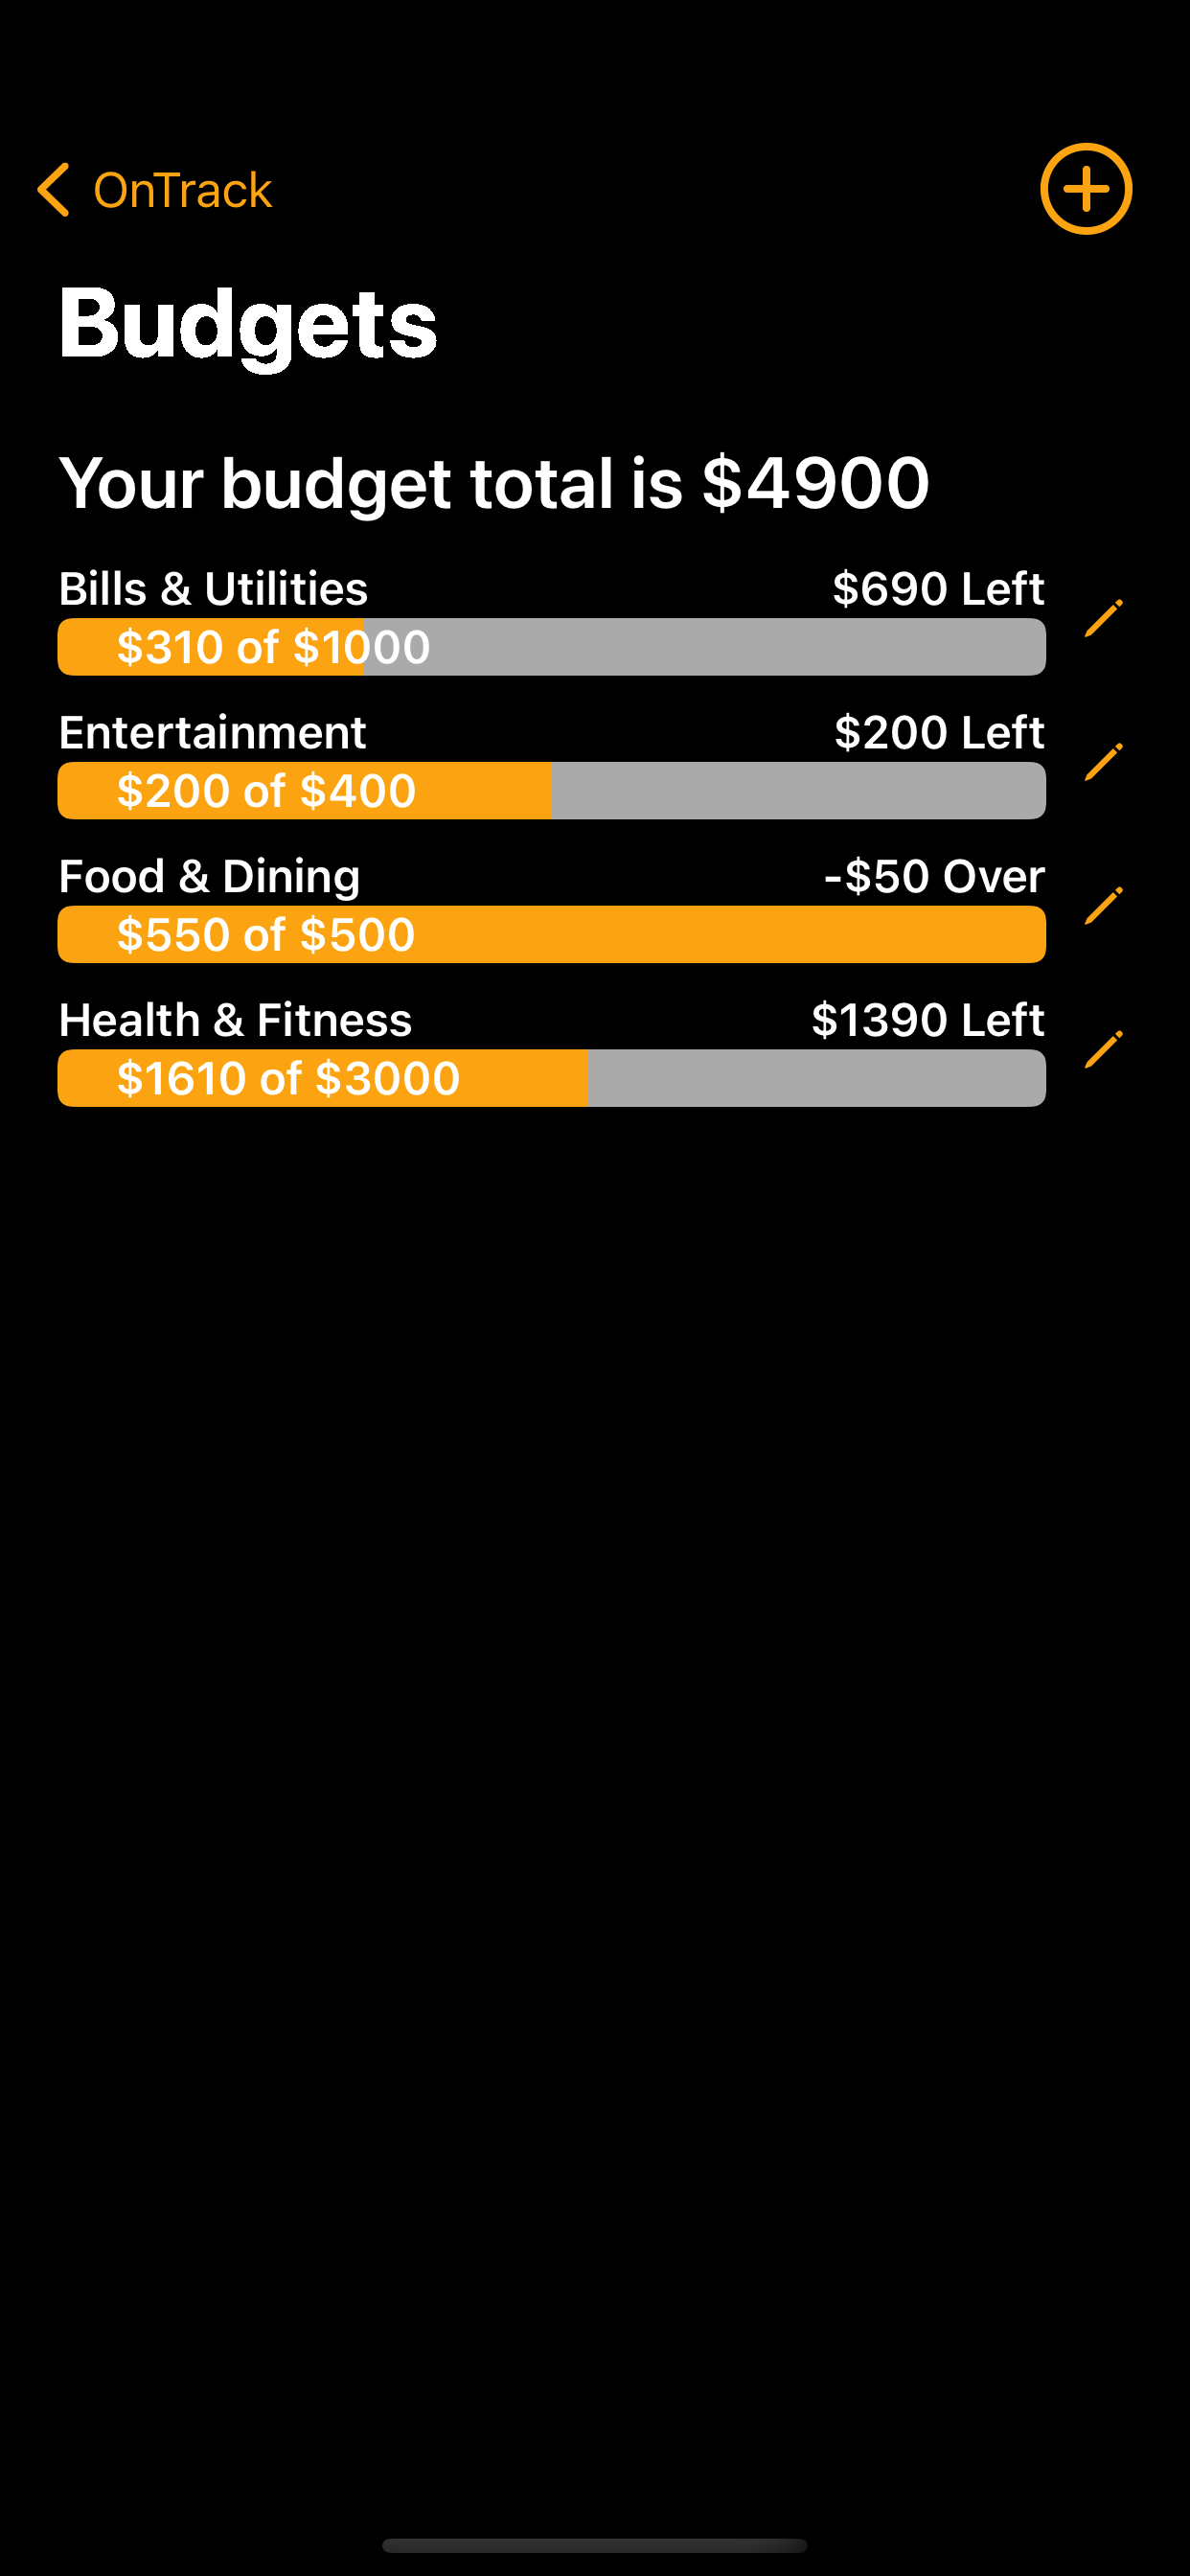 OnTrack
Budgets
Your budget total is $4900
Bills & Utilities $690 Left
$310 of $1000
Entertainment $200 Left
$200 of $400
Food & Dining -$50 Over
$550 of $500
Health & Fitness $1390 Left
$1610 of $3000